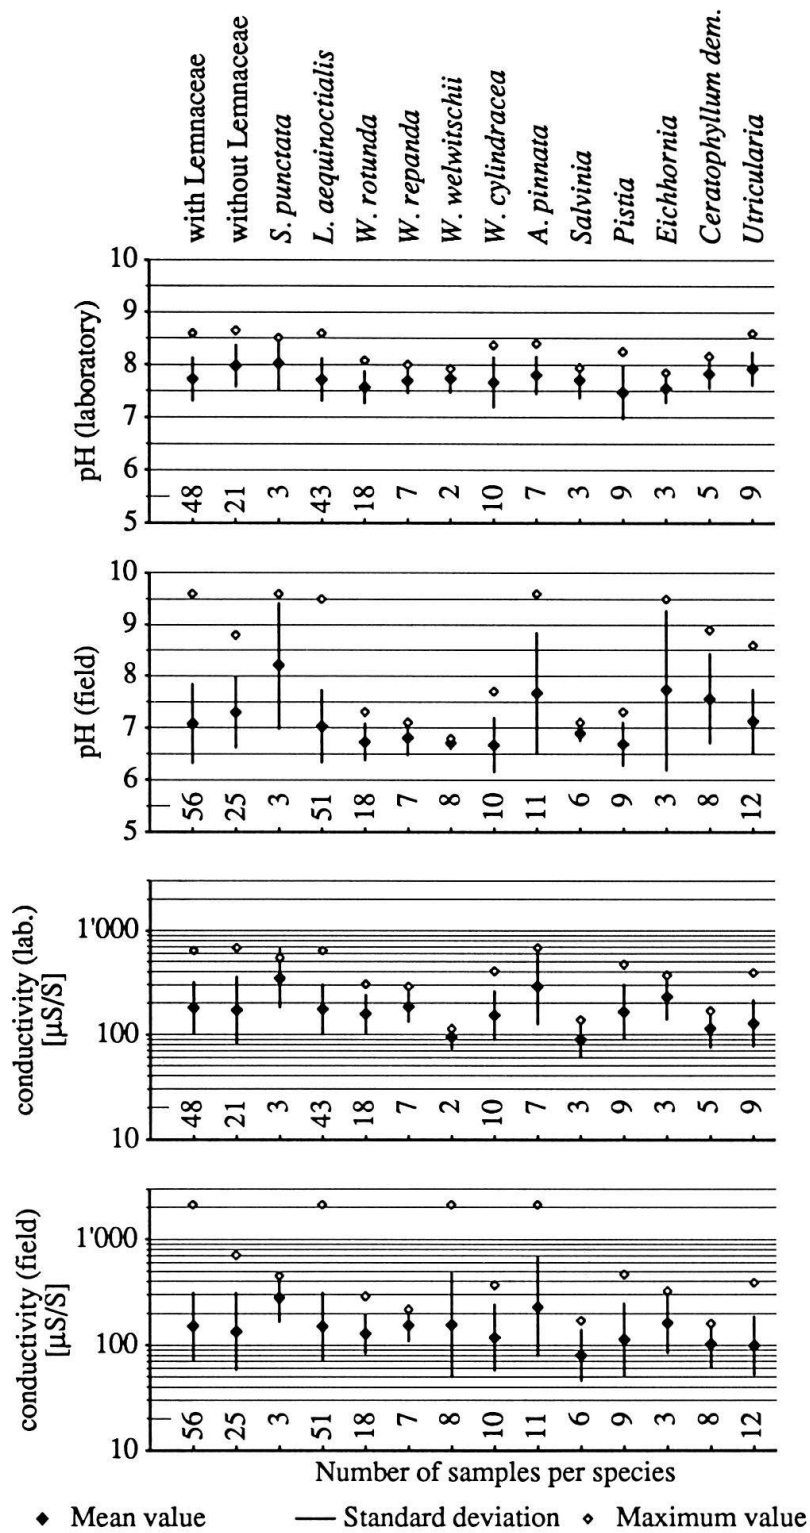 with Lemnaceae
without Lemnaceae
S. punctata
L. aequinoctialis
W. rotunda
W. repanda
W. welwitschii
W. cylindracea
A. pinnata
Salvinia
Pistia
Eichhornia
Ceratophyllum dem.
Utricularia
pH (laboratory)
10
9
8
7
6
5
48 21 3 43 18 7 2 10 7 3 9 3 5 9
pH (field)
10
9
8
7
6
5
56 25 3 51 18 7 8 10 11 6 9 3 8 12
conductivity (lab.)
[µS/S]
1'000
100
10
48 21 3 43 18 7 2 10 7 3 9 3 5 9
conductivity (field)
[µS/S]
1'000
100
10
56 25 3 51 18 7 8 10 11 6 9 3 8 12
Number of samples per species
Mean value Standard deviation Maximum value